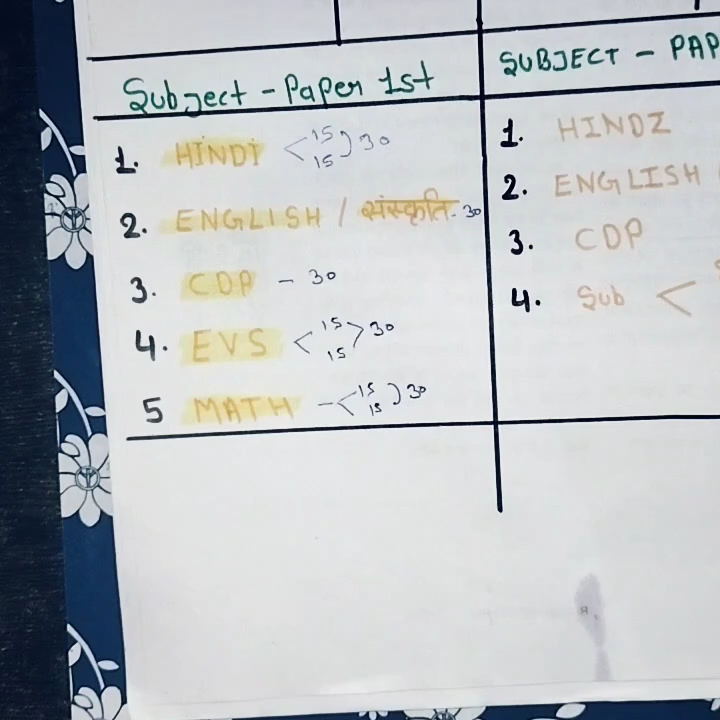 Subject - Paper 1st
1. HINDI < 15 15 ) 30
2. ENGLISH / संस्कृति - 30
3. CDP - 30
4. EVS < 15 15 > 30
5 MATH -< 15 15 ) 30
SUBJECT - PAP
1. HINDI
2. ENGLISH
3. CDP
4. Sub <